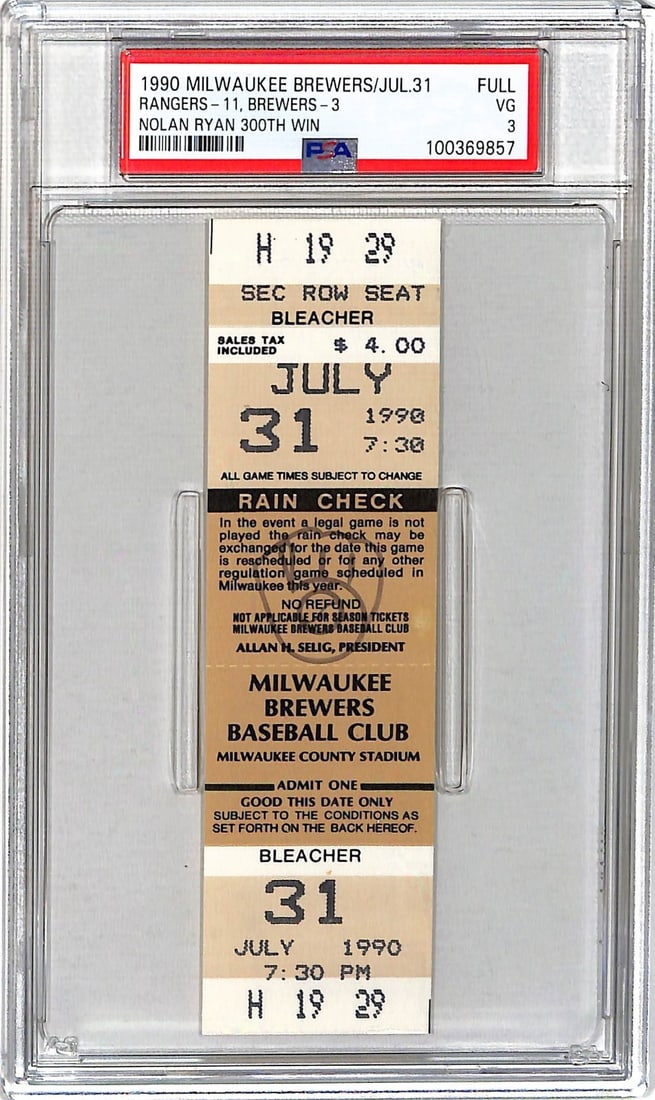 1990 MILWAUKEE BREWERS/JUL.31 FULL
RANGERS-11, BREWERS-3 VG
NOLAN RYAN 300TH WIN 3
PSA 100369857
H 19 29
SEC ROW SEAT
BLEACHER
SALES TAX INCLUDED $ 4.00
JULY
31 1990
7:30
ALL GAME TIMES SUBJECT TO CHANGE
RAIN CHECK
In the event a legal game is not
played the rain check may be
exchanged for the date this game
is rescheduled or for any other
regulation game scheduled in
Milwaukee this year.
NO REFUND
NOT APPLICABLE FOR SEASON TICKETS
MILWAUKEE BREWERS BASEBALL CLUB
ALLAN H. SELIG, PRESIDENT
MILWAUKEE
BREWERS
BASEBALL CLUB
MILWAUKEE COUNTY STADIUM
ADMIT ONE
GOOD THIS DATE ONLY
SUBJECT TO THE CONDITIONS AS
SET FORTH ON THE BACK HEREOF.
BLEACHER
31
JULY 1990
7:30 PM
H 19 29